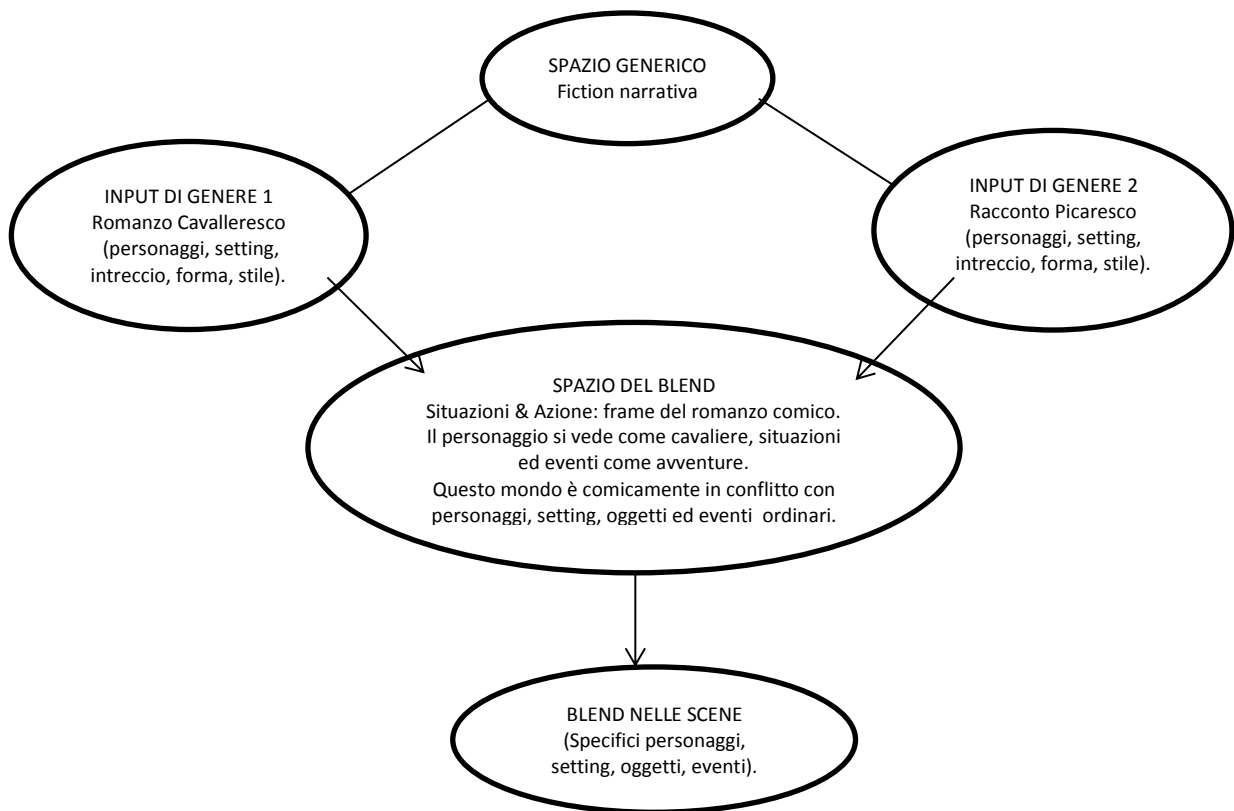 SPAZIO GENERICO
Fiction narrativa
INPUT DI GENERE 1
Romanzo Cavalleresco
(personaggi, setting,
intreccio, forma, stile).
INPUT DI GENERE 2
Racconto Picaresco
(personaggi, setting,
intreccio, forma, stile).
SPAZIO DEL BLEND
Situazioni & Azione: frame del romanzo comico.
Il personaggio si vede come cavaliere, situazioni
ed eventi come avventure.
Questo mondo è comicamente in conflitto con
personaggi, setting, oggetti ed eventi ordinari.
BLEND NELLE SCENE
(Specifici personaggi,
setting, oggetti, eventi).